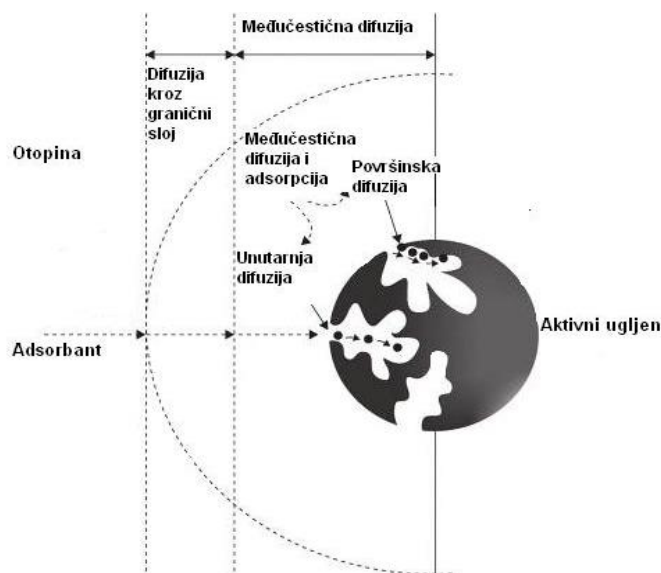 Međučestična difuzija
Difuzija
kroz
granični
sloj
Otopina
Međučestična
difuzija i
adsorpcija
Površinska
difuzija
Unutarnja
difuzija
Aktivni ugljen
Adsorbant